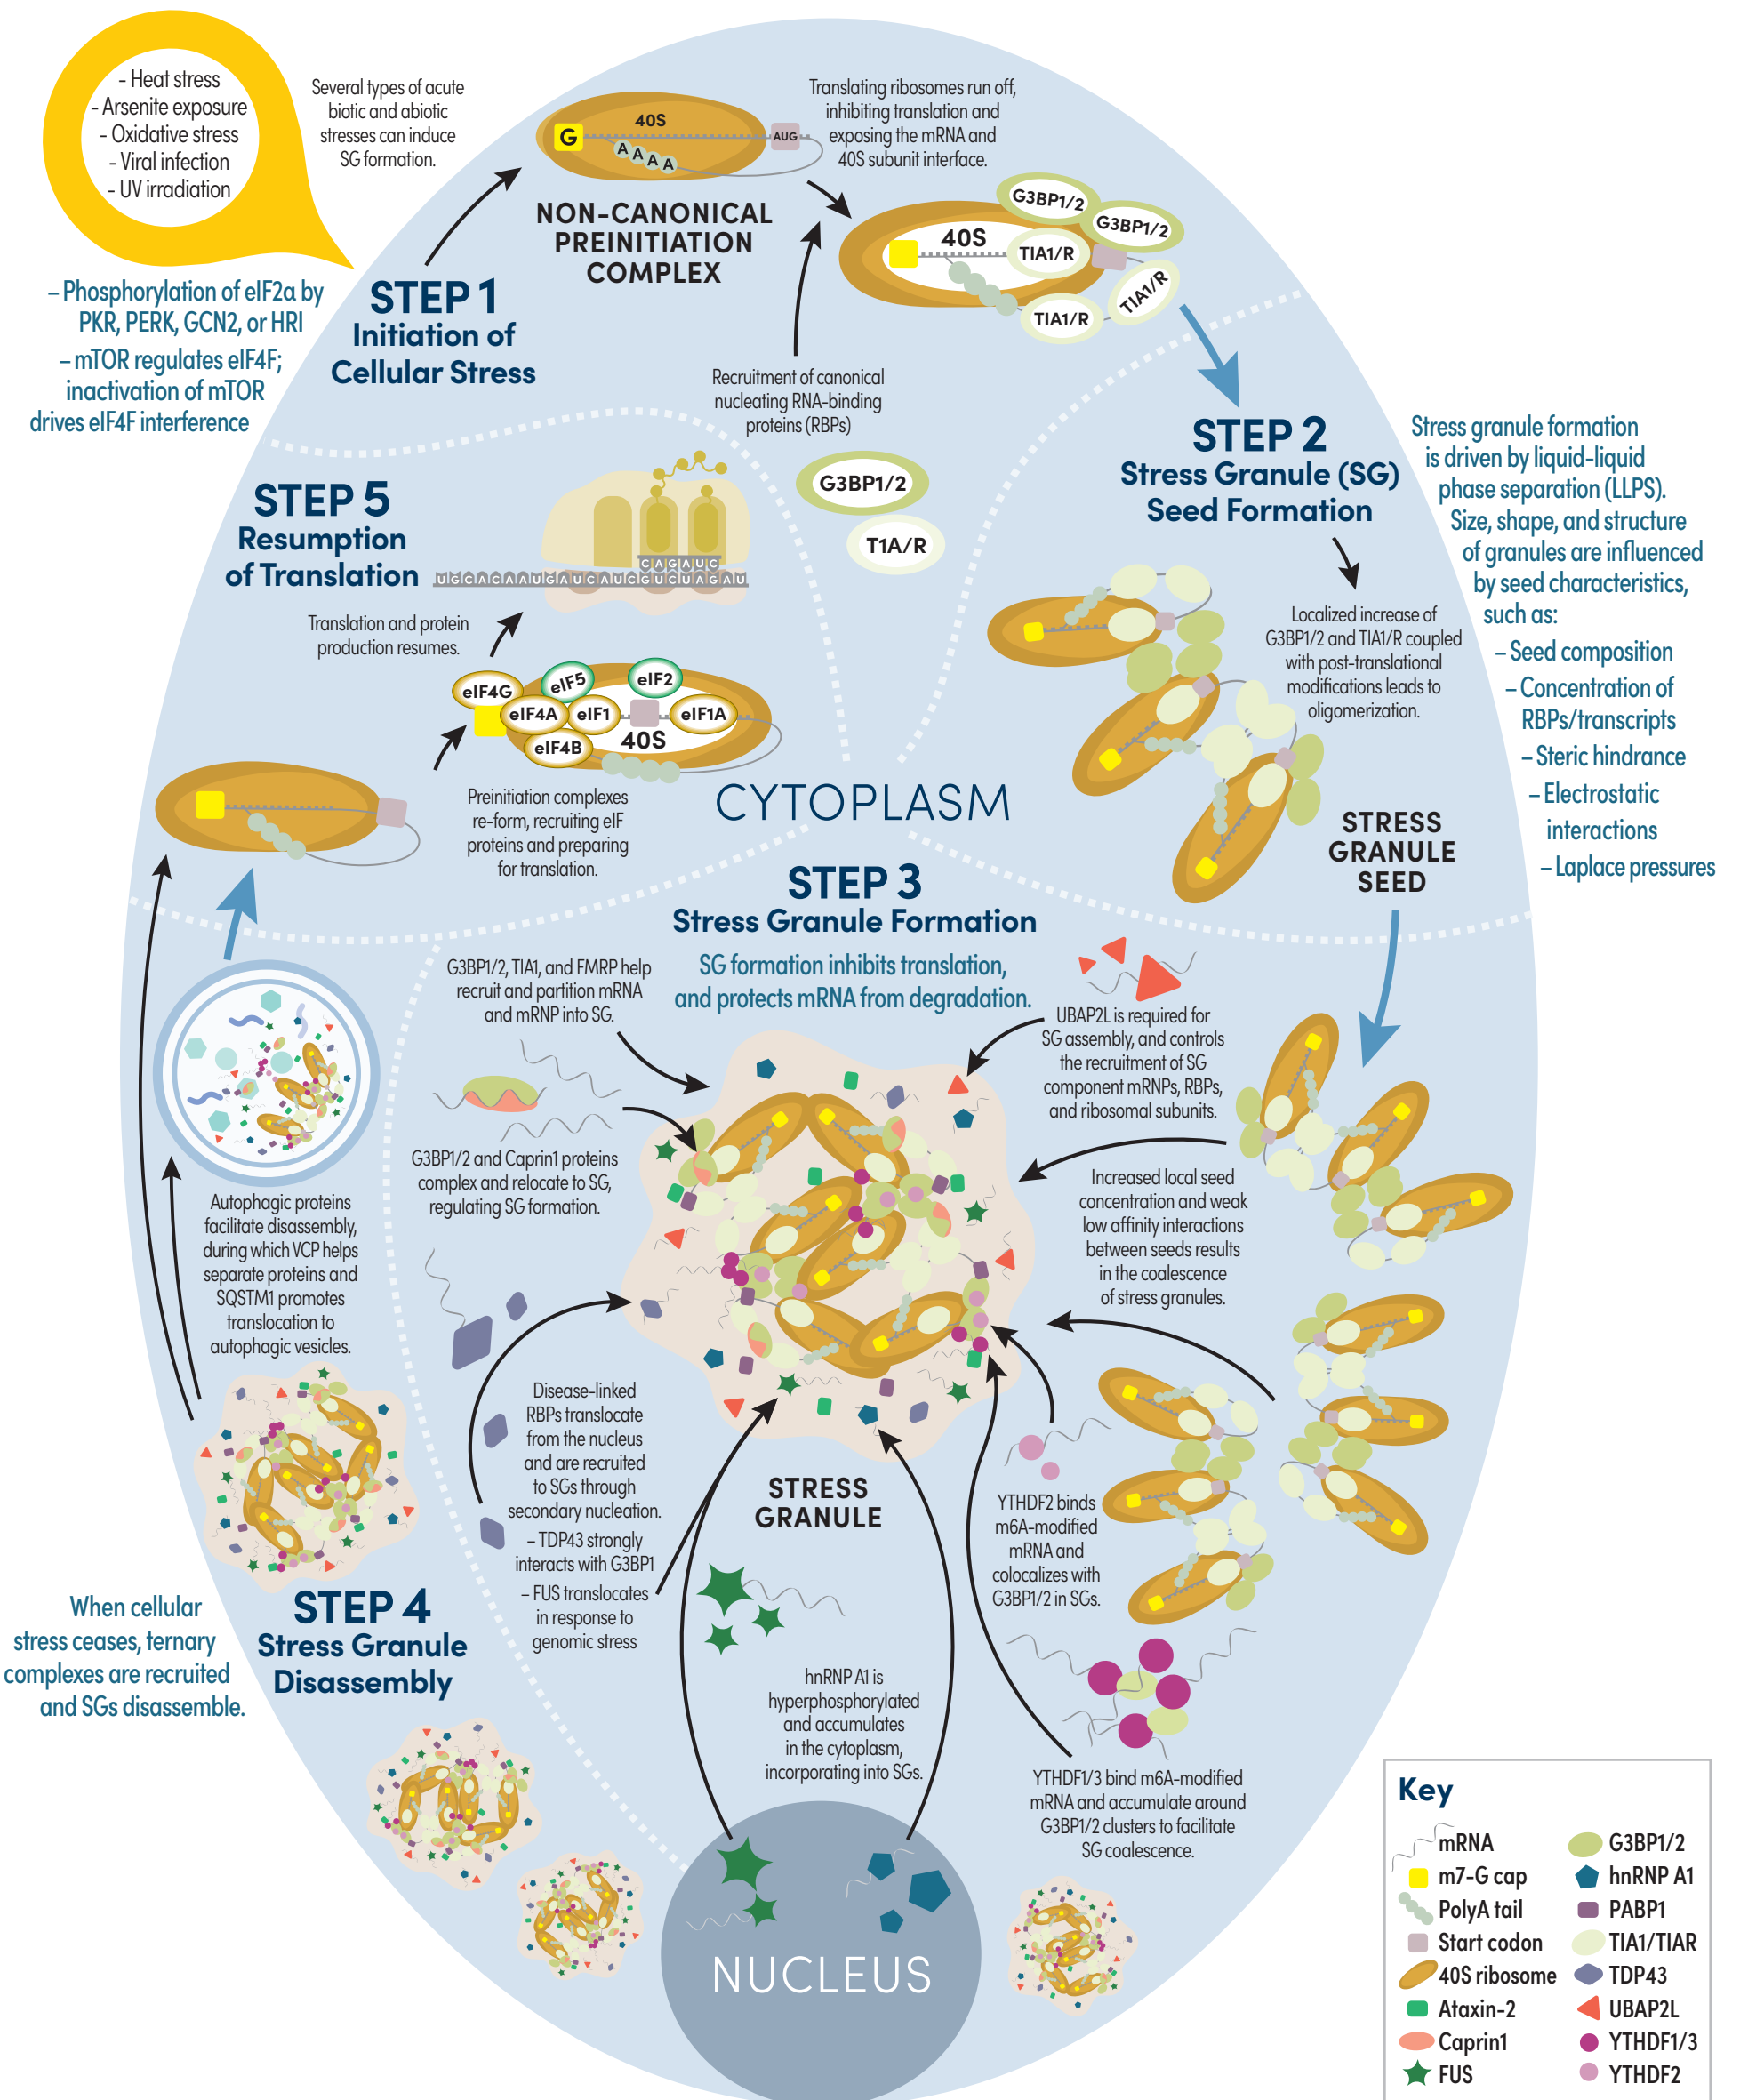 - Heat stress
- Arsenite exposure
- Oxidative stress
- Viral infection
- UV irradiation
Several types of acute
biotic and abiotic
stresses can induce
SG formation.
– Phosphorylation of eIF2α by
PKR, PERK, GCN2, or HRI
– mTOR regulates eIF4F;
inactivation of mTOR
drives eIF4F interference
STEP 1
Initiation of
Cellular Stress
G
40S
AUG
A A A A
NON-CANONICAL
PREINITIATION
COMPLEX
Translating ribosomes run off,
inhibiting translation and
exposing the mRNA and
40S subunit interface.
G3BP1/2
G3BP1/2
40S
TIA1/R
TIA1/R
TIA1/R
Recruitment of canonical
nucleating RNA-binding
proteins (RBPs)
G3BP1/2
T1A/R
STEP 2
Stress Granule (SG)
Seed Formation
Stress granule formation
is driven by liquid-liquid
phase separation (LLPS).
Size, shape, and structure
of granules are influenced
by seed characteristics,
such as:
– Seed composition
– Concentration of
RBPs/transcripts
– Steric hindrance
– Electrostatic
interactions
– Laplace pressures
Localized increase of
G3BP1/2 and TIA1/R coupled
with post-translational
modifications leads to
oligomerization.
STRESS
GRANULE
SEED
STEP 5
Resumption
of Translation
CAGAUC
UGCACAAUGAUCAUCGUCUAGAU
Translation and protein
production resumes.
eIF4G
eIF5
eIF2
eIF4A
eIF1
eIF1A
eIF4B
40S
Preinitiation complexes
re-form, recruiting eIF
proteins and preparing
for translation.
CYTOPLASM
STEP 3
Stress Granule Formation
SG formation inhibits translation,
and protects mRNA from degradation.
G3BP1/2, TIA1, and FMRP help
recruit and partition mRNA
and mRNP into SG.
G3BP1/2 and Caprin1 proteins
complex and relocate to SG,
regulating SG formation.
UBAP2L is required for
SG assembly, and controls
the recruitment of SG
component mRNPs, RBPs,
and ribosomal subunits.
Increased local seed
concentration and weak
low affinity interactions
between seeds results
in the coalescence
of stress granules.
Disease-linked
RBPs translocate
from the nucleus
and are recruited
to SGs through
secondary nucleation.
– TDP43 strongly
interacts with G3BP1
– FUS translocates
in response to
genomic stress
STRESS
GRANULE
YTHDF2 binds
m6A-modified
mRNA and
colocalizes with
G3BP1/2 in SGs.
hnRNP A1 is
hyperphosphorylated
and accumulates
in the cytoplasm,
incorporating into SGs.
YTHDF1/3 bind m6A-modified
mRNA and accumulate around
G3BP1/2 clusters to facilitate
SG coalescence.
Autophagic proteins
facilitate disassembly,
during which VCP helps
separate proteins and
SQSTM1 promotes
translocation to
autophagic vesicles.
STEP 4
Stress Granule
Disassembly
When cellular
stress ceases, ternary
complexes are recruited
and SGs disassemble.
NUCLEUS
Key
mRNA
m7-G cap
PolyA tail
Start codon
40S ribosome
Ataxin-2
Caprin1
FUS
G3BP1/2
hnRNP A1
PABP1
TIA1/TIAR
TDP43
UBAP2L
YTHDF1/3
YTHDF2